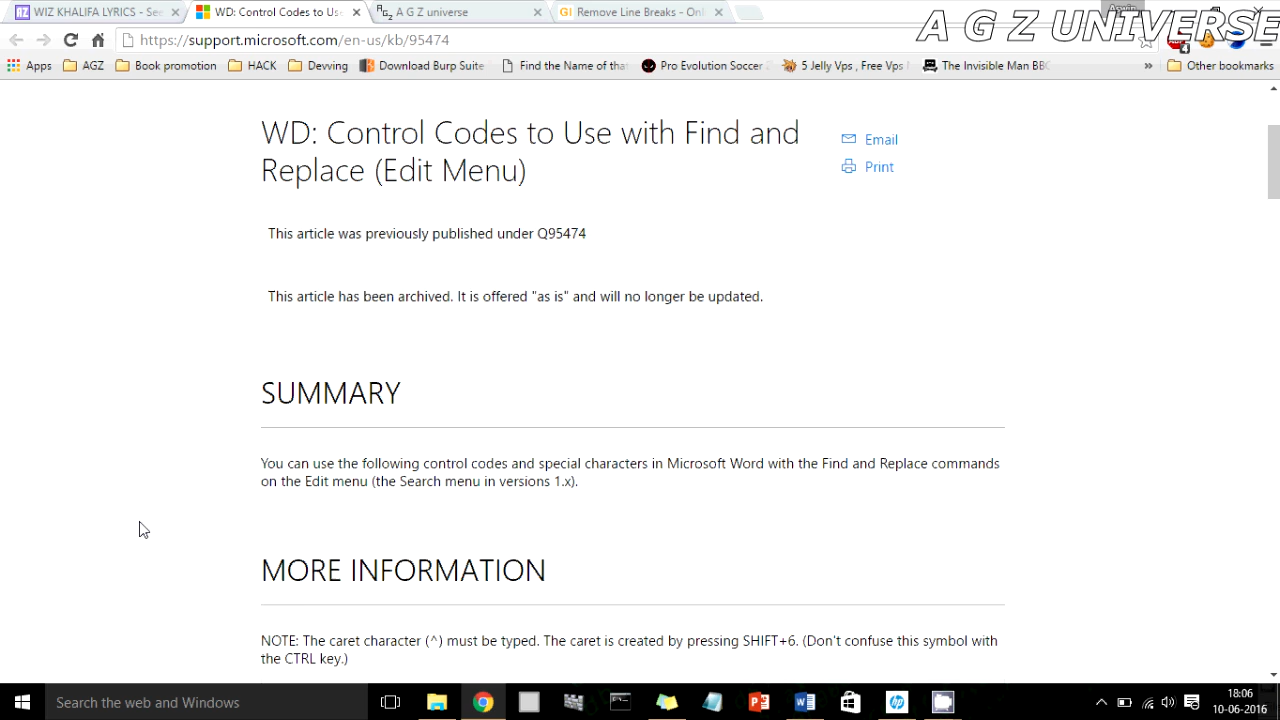 WIZ KHALIFA LYRICS - See
WD: Control Codes to Use
A G Z universe
GI Remove Line Breaks - Onl
A G Z UNIVERSE
https://support.microsoft.com/en-us/kb/95474
4
Apps
AGZ
Book promotion
HACK
Devving
Download Burp Suite
Find the Name of that
Pro Evolution Soccer
5 Jelly Vps , Free Vps
The Invisible Man BBC
»
Other bookmarks
WD: Control Codes to Use with Find and
Replace (Edit Menu)
Email
Print
This article was previously published under Q95474
This article has been archived. It is offered "as is" and will no longer be updated.
SUMMARY
You can use the following control codes and special characters in Microsoft Word with the Find and Replace commands
on the Edit menu (the Search menu in versions 1.x).
MORE INFORMATION
NOTE: The caret character (^) must be typed. The caret is created by pressing SHIFT+6. (Don't confuse this symbol with
the CTRL key.)
Search the web and Windows
18:06
10-06-2016